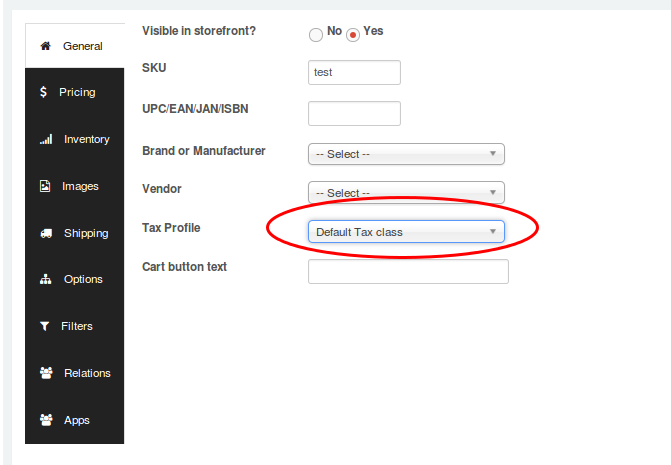 General
Pricing
Inventory
Images
Shipping
Options
Filters
Relations
Apps
Visible in storefront?
No Yes
SKU
test
UPC/EAN/JAN/ISBN
Brand or Manufacturer
-- Select --
Vendor
-- Select --
Tax Profile
Default Tax class
Cart button text